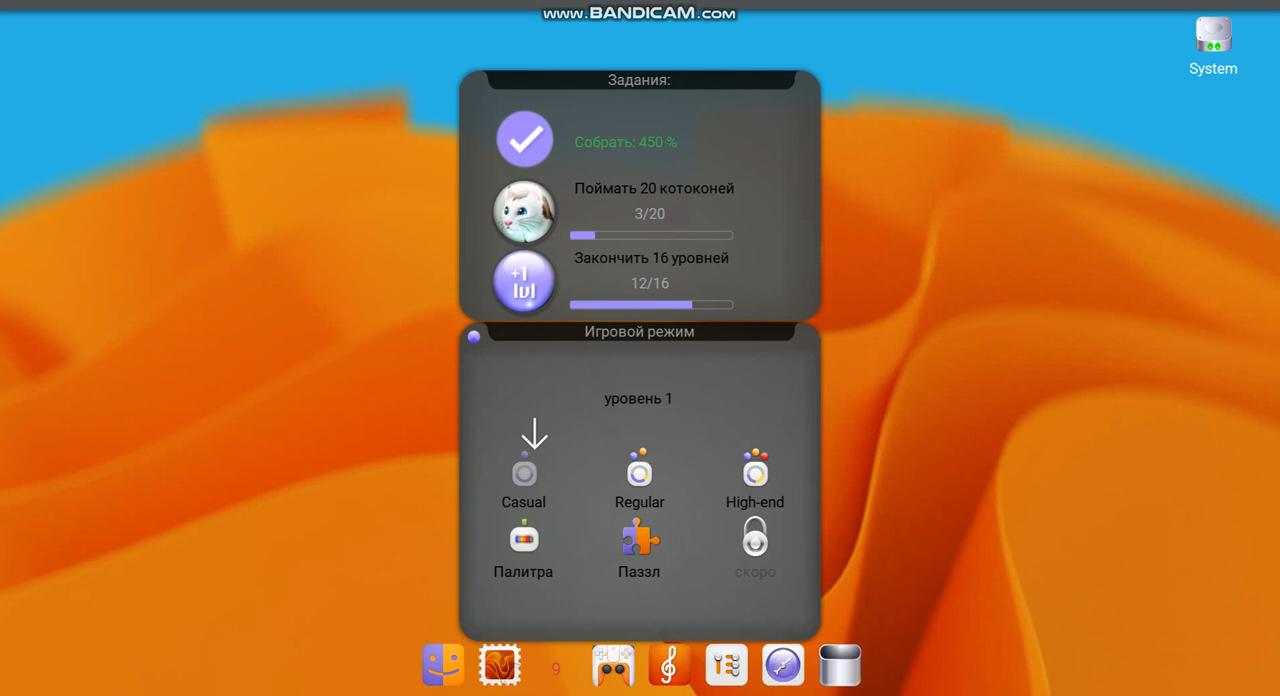 www.BANDICAM.com
System
Задания:
Собрать: 450 %
Поймать 20 котоконей
3/20
Закончить 16 уровней
+1
lvl
12/16
Игровой режим
уровень 1
Casual
Regular
High-end
Палитра
Паззл
скоро
9